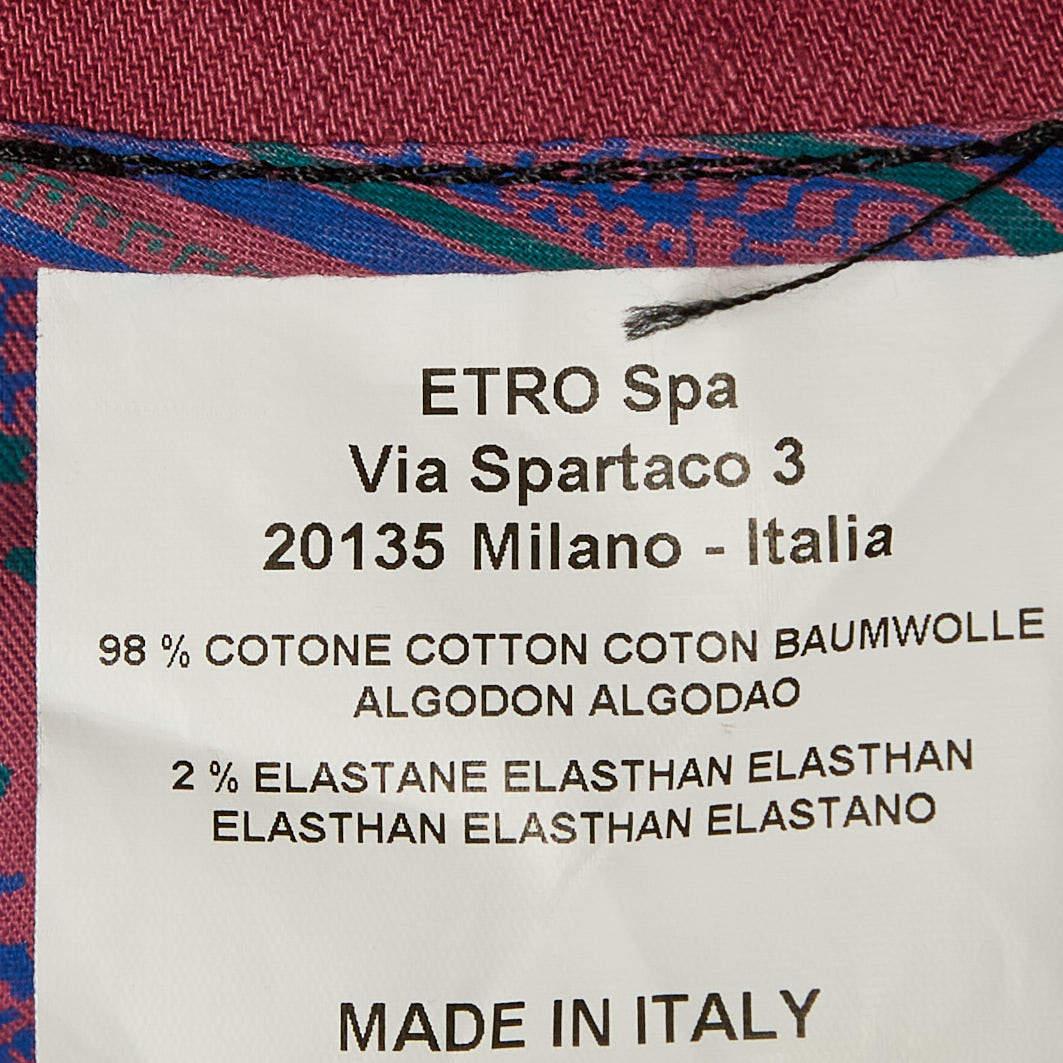 ETRO Spa
Via Spartaco 3
20135 Milano - Italia
98 % COTONE COTTON COTON BAUMWOLLE
ALGODON ALGODAO
2 % ELASTANE ELASTHAN ELASTHAN
ELASTHAN ELASTHAN ELASTANO
MADE IN ITALY